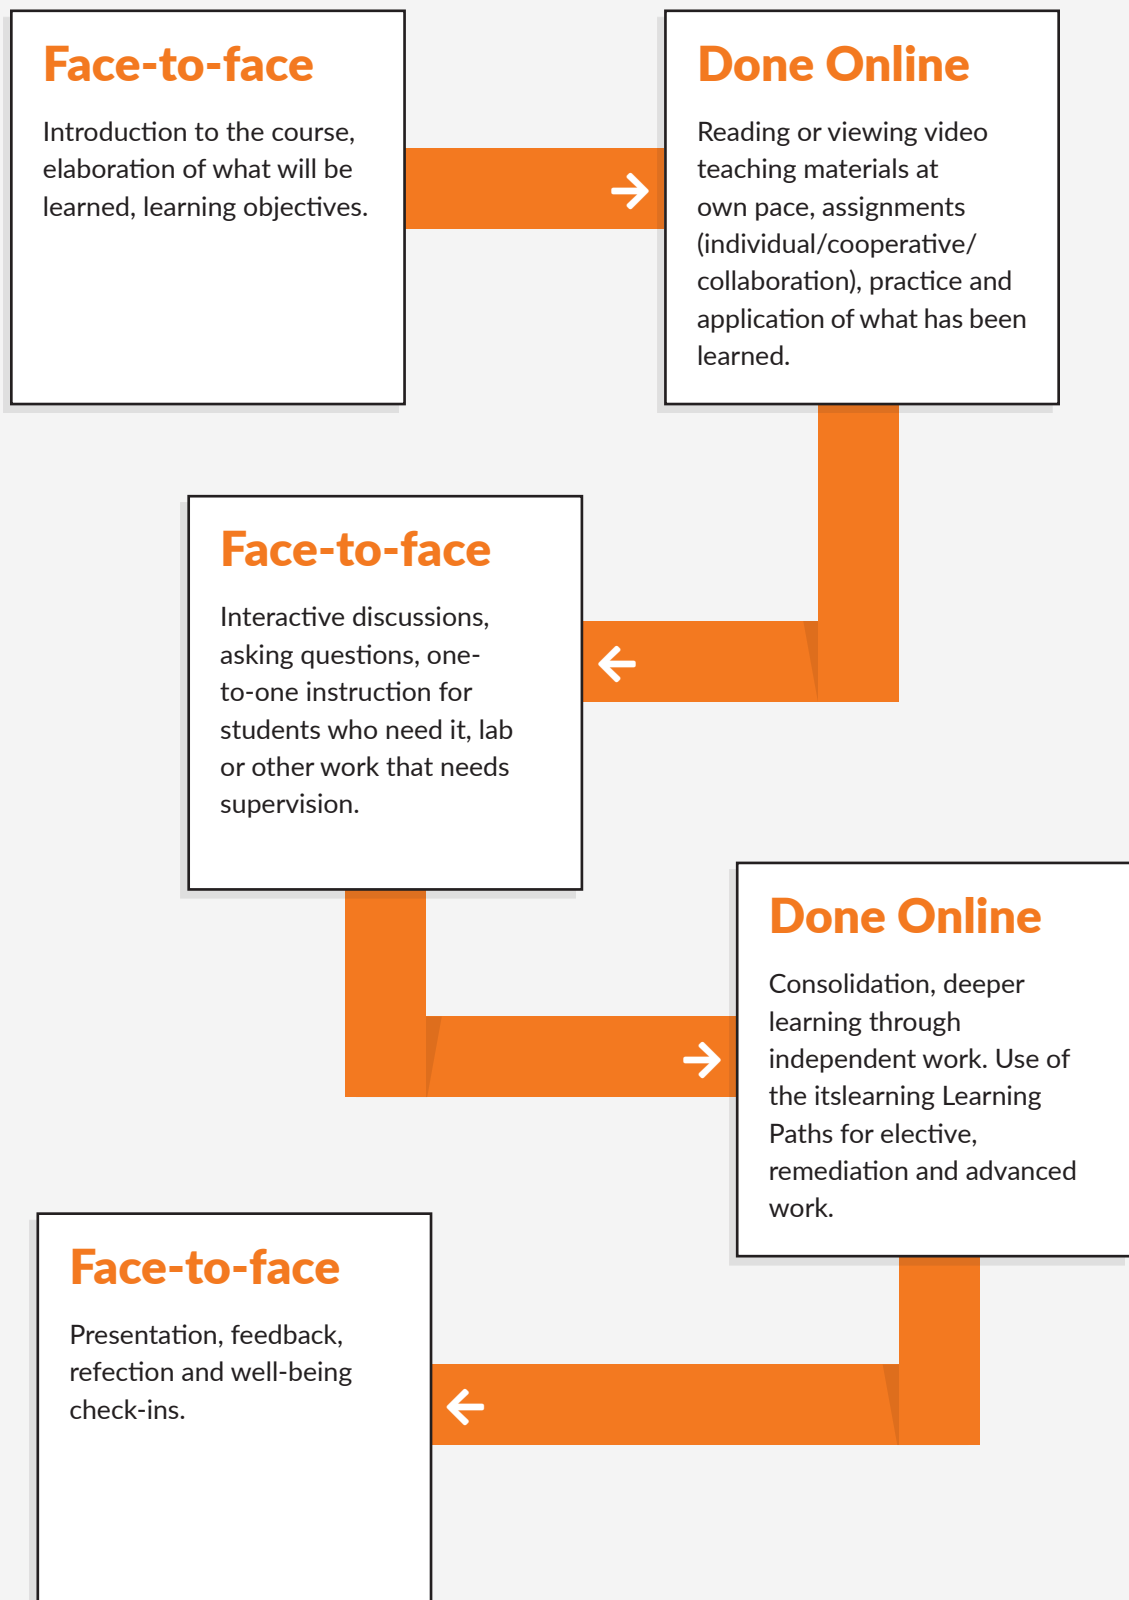 Face-to-face
Introduction to the course,
elaboration of what will be
learned, learning objectives.
Done Online
Reading or viewing video
teaching materials at
own pace, assignments
(individual/cooperative/
collaboration), practice and
application of what has been
learned.
Face-to-face
Interactive discussions,
asking questions, one-
to-one instruction for
students who need it, lab
or other work that needs
supervision.
Done Online
Consolidation, deeper
learning through
independent work. Use of
the itslearning Learning
Paths for elective,
remediation and advanced
work.
Face-to-face
Presentation, feedback,
refection and well-being
check-ins.